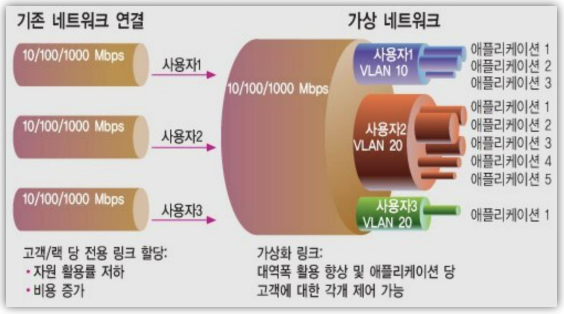 기존 네트워크 연결
가상 네트워크
10/100/1000 Mbps
사용자1
10/100/1000 Mbps
사용자2
10/100/1000 Mbps
사용자3
10/100/1000 Mbps
사용자1
VLAN 10
애플리케이션 1
애플리케이션 2
애플리케이션 3
사용자2
VLAN 20
애플리케이션 1
애플리케이션 2
애플리케이션 3
애플리케이션 4
애플리케이션 5
사용자3
VLAN 20
애플리케이션 1
고객/랙 당 전용 링크 할당:
• 자원 활용률 저하
• 비용 증가
가상화 링크:
대역폭 활용 향상 및 애플리케이션 당
고객에 대한 각개 제어 가능